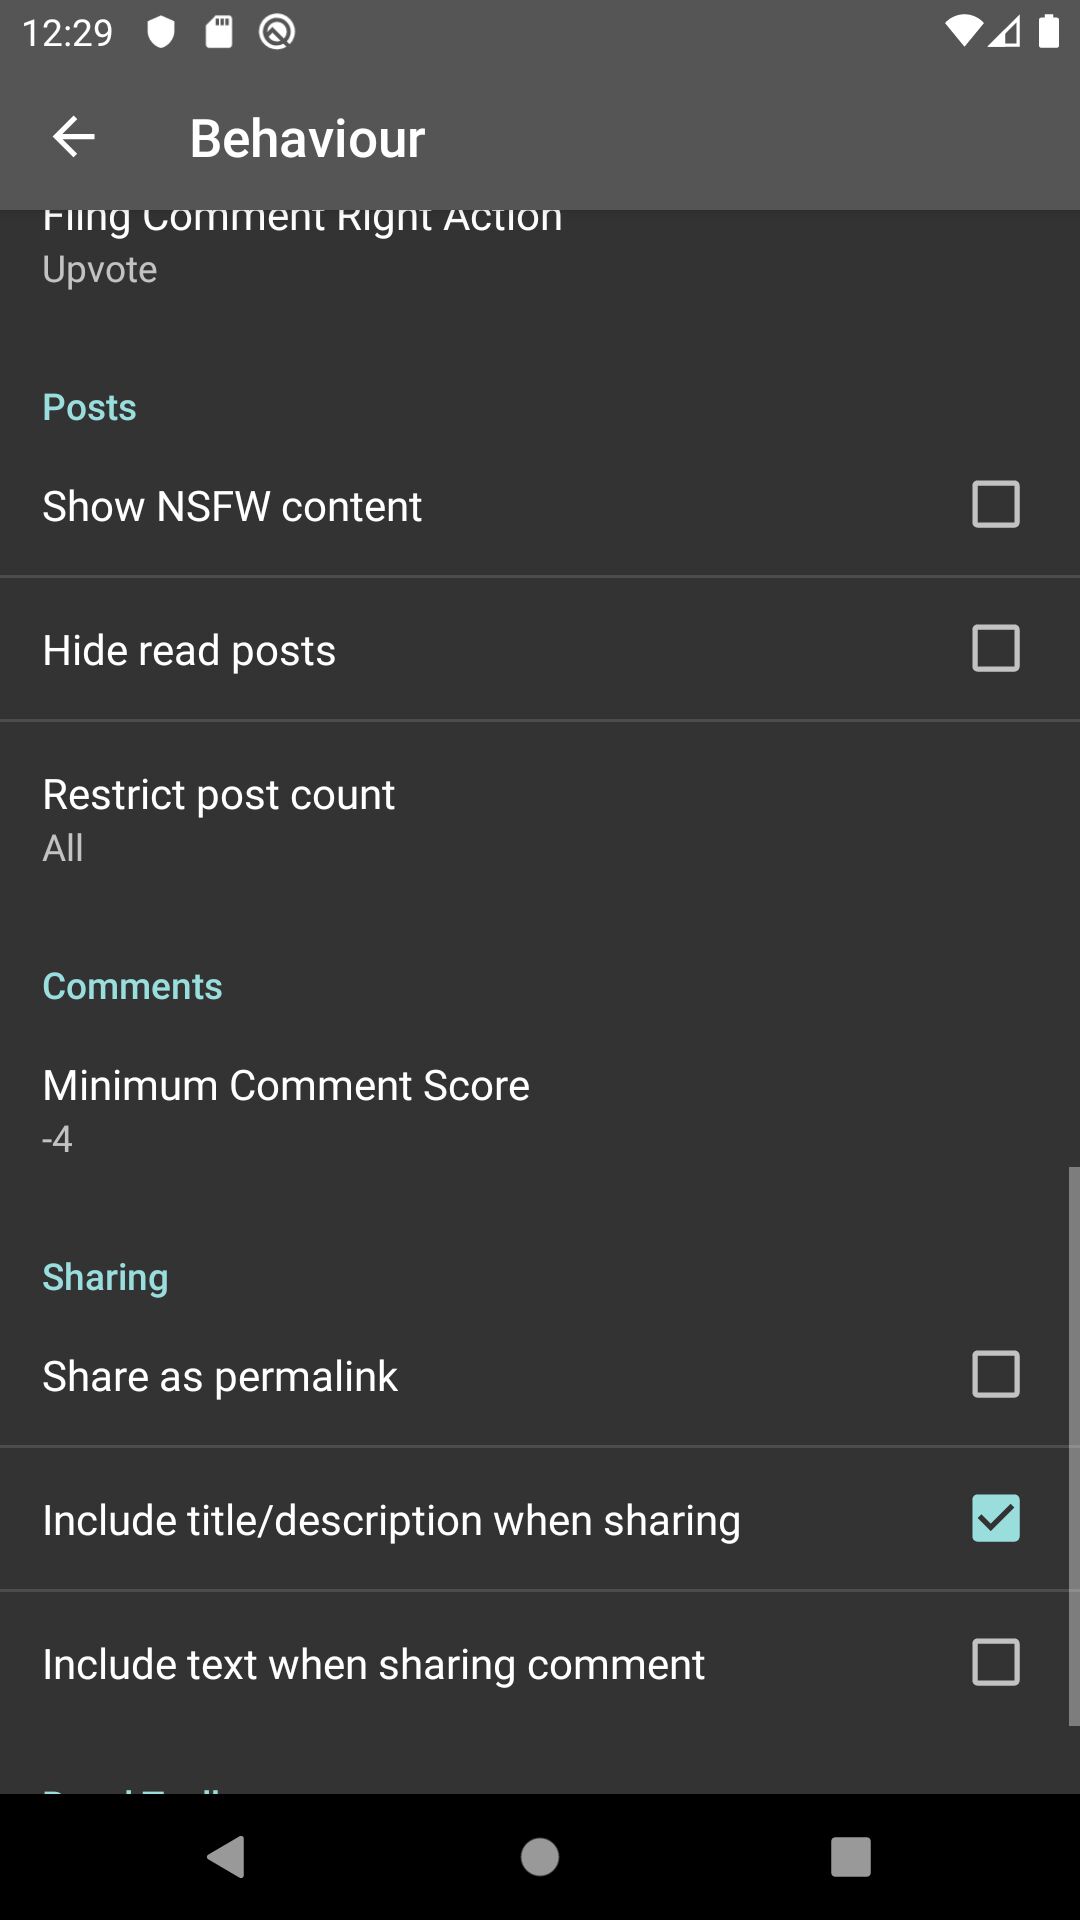 12:29
Behaviour
Fling Comment Right Action
Upvote
Posts
Show NSFW content
Hide read posts
Restrict post count
All
Comments
Minimum Comment Score
-4
Sharing
Share as permalink
Include title/description when sharing
Include text when sharing comment